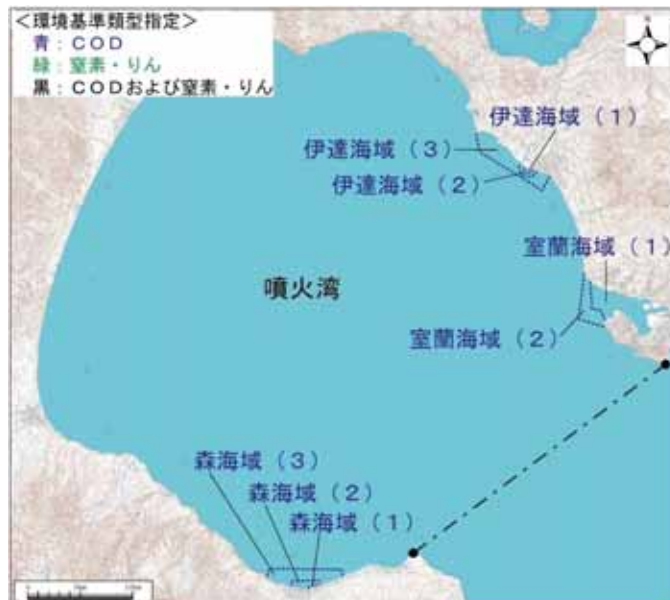 ＜環境基準類型指定＞
青：ＣＯＤ
緑：窒素・りん
黒：ＣＯＤおよび窒素・りん
伊達海域（１）
伊達海域（３）
伊達海域（２）
室蘭海域（１）
噴火湾
室蘭海域（２）
森海域（３）
森海域（２）
森海域（１）